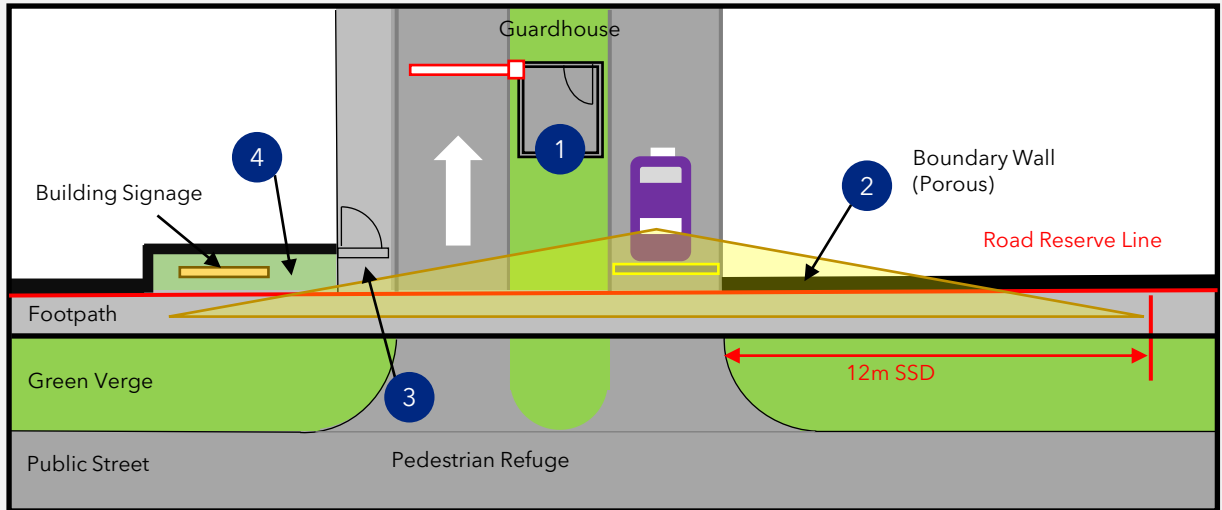 Guardhouse
1
4
Building Signage
2
Boundary Wall
(Porous)
Road Reserve Line
Footpath
12m SSD
Green Verge
3
Public Street
Pedestrian Refuge